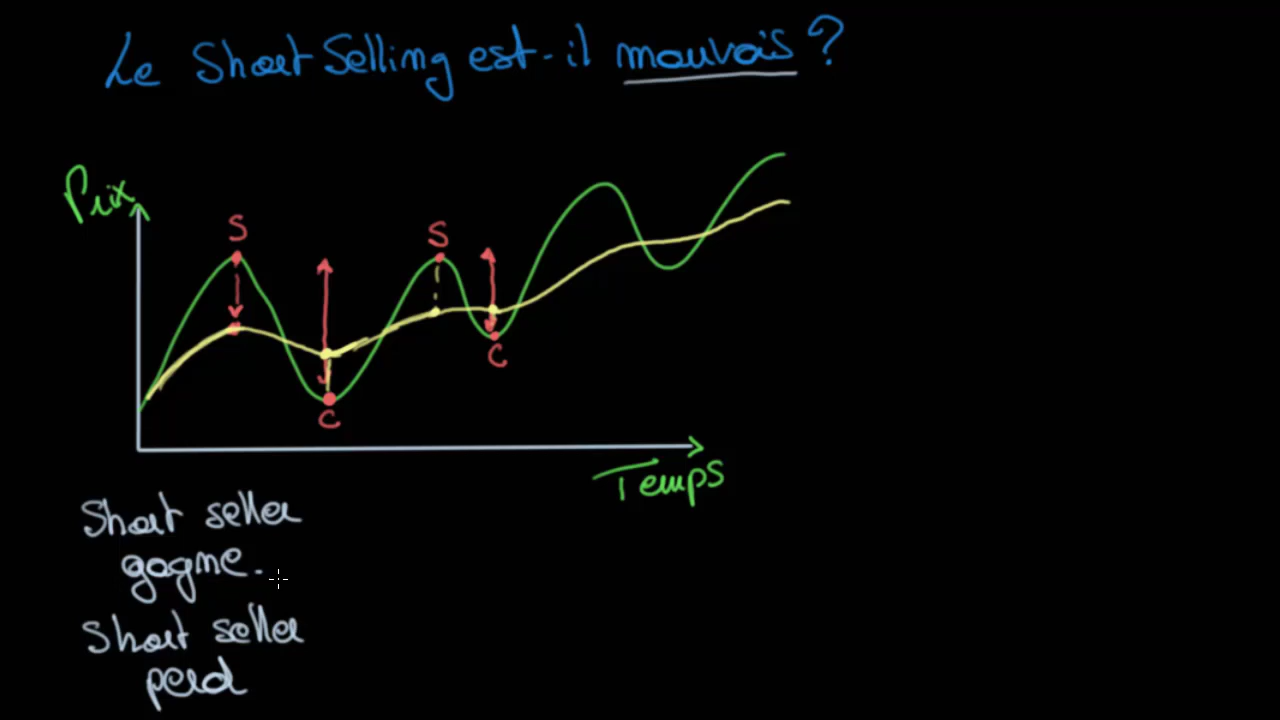 Le Short Selling est-il mauvais ?
Prix
S
S
C
C
Temps
Short seller
gagne.
Short seller
perd